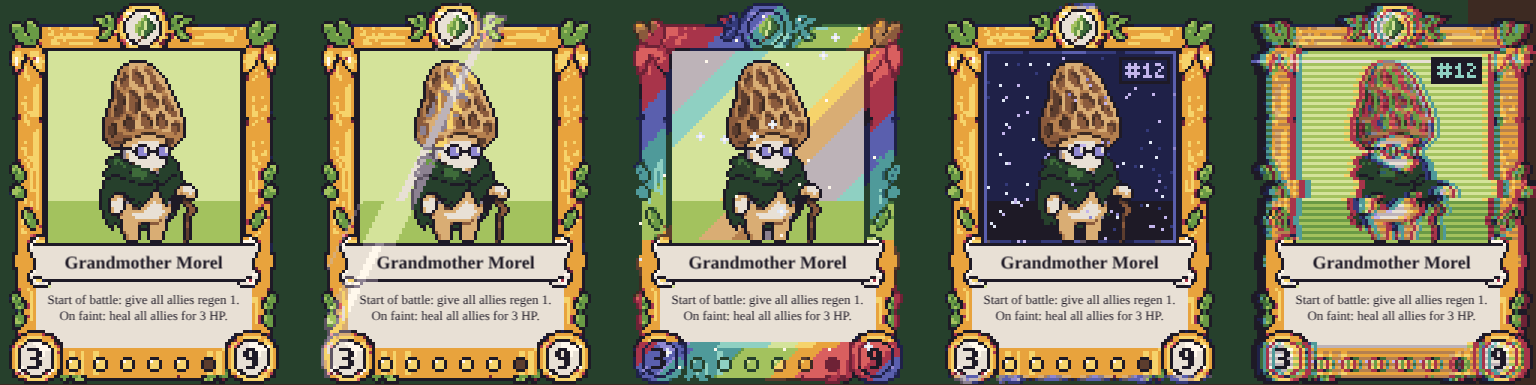 Grandmother Morel
Start of battle: give all allies regen 1.
On faint: heal all allies for 3 HP.
3
9
Grandmother Morel
Start of battle: give all allies regen 1.
On faint: heal all allies for 3 HP.
3
9
Grandmother Morel
Start of battle: give all allies regen 1.
On faint: heal all allies for 3 HP.
3
9
#12
Grandmother Morel
Start of battle: give all allies regen 1.
On faint: heal all allies for 3 HP.
3
9
#12
Grandmother Morel
Start of battle: give all allies regen 1.
On faint: heal all allies for 3 HP.
3
9